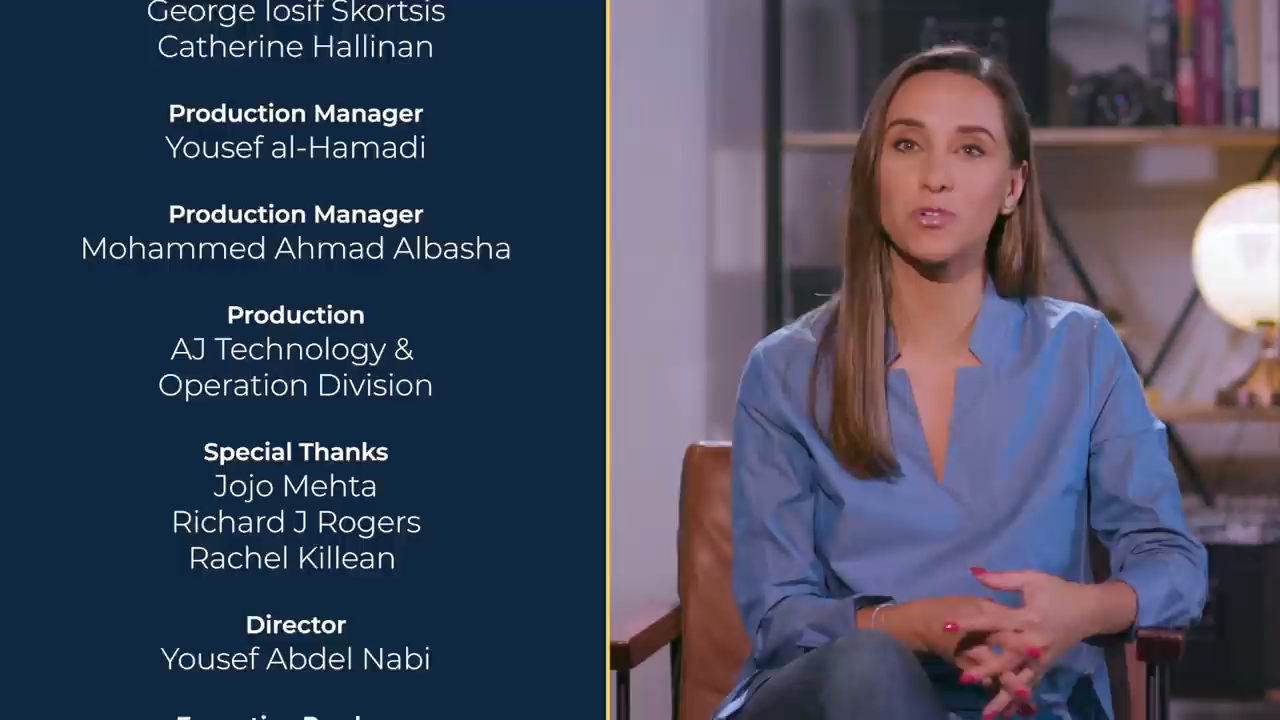 George Iosif Skortsis
Catherine Hallinan
Production Manager
Yousef al-Hamadi
Production Manager
Mohammed Ahmad Albasha
Production
AJ Technology &
Operation Division
Special Thanks
Jojo Mehta
Richard J Rogers
Rachel Killean
Director
Yousef Abdel Nabi